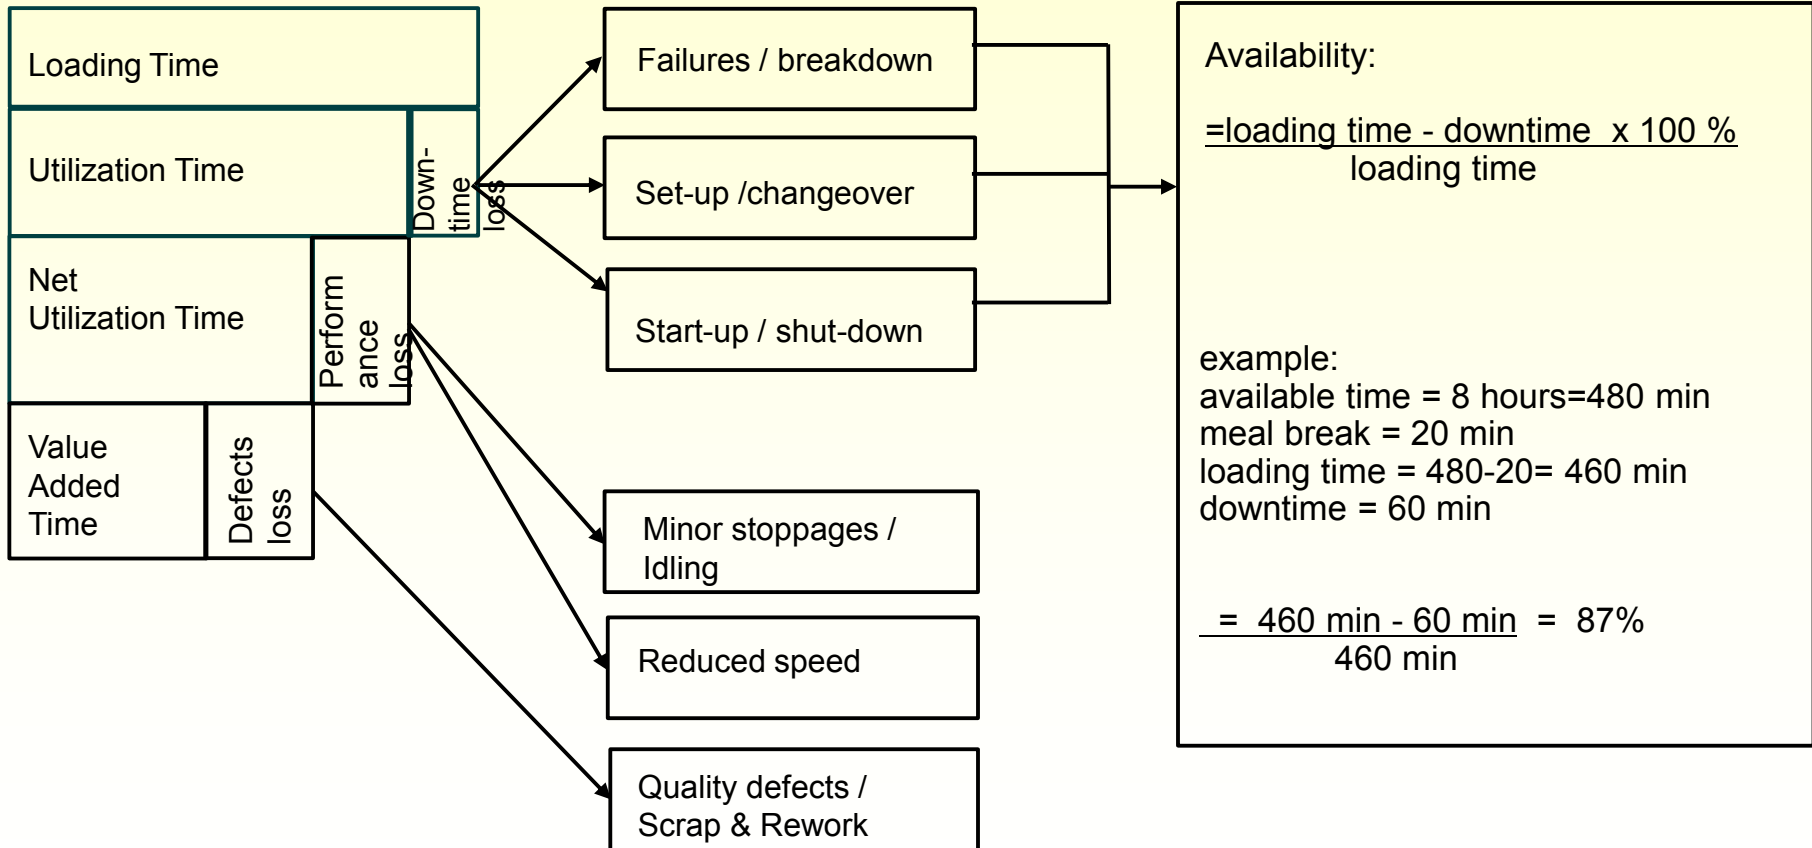 Loading Time
Utilization Time
Down-
time
loss
Net
Utilization Time
Perform
ance
loss
Value
Added
Time
Defects
loss
Failures / breakdown
Set-up /changeover
Start-up / shut-down
Minor stoppages /
Idling
Reduced speed
Quality defects /
Scrap & Rework
Availability:
=loading time - downtime  x 100 %
loading time
example:
available time = 8 hours=480 min
meal break = 20 min
loading time = 480-20= 460 min
downtime = 60 min
=  460 min - 60 min  =  87%
460 min